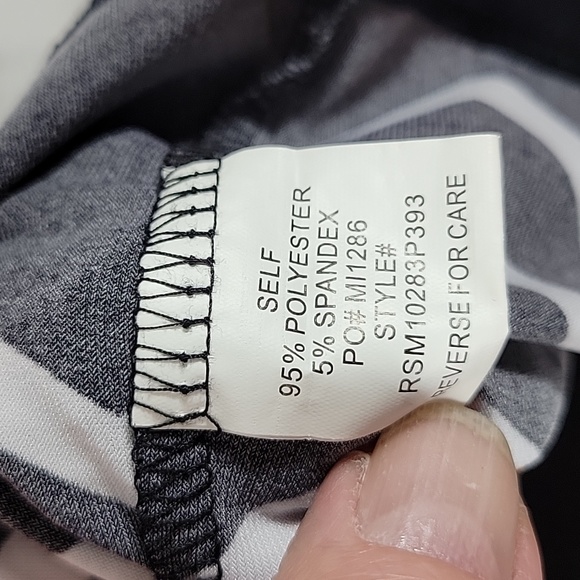 SELF
95% POLYESTER
5% SPANDEX
PO# MI1286
STYLE#
RSM10283P393
REVERSE FOR CARE